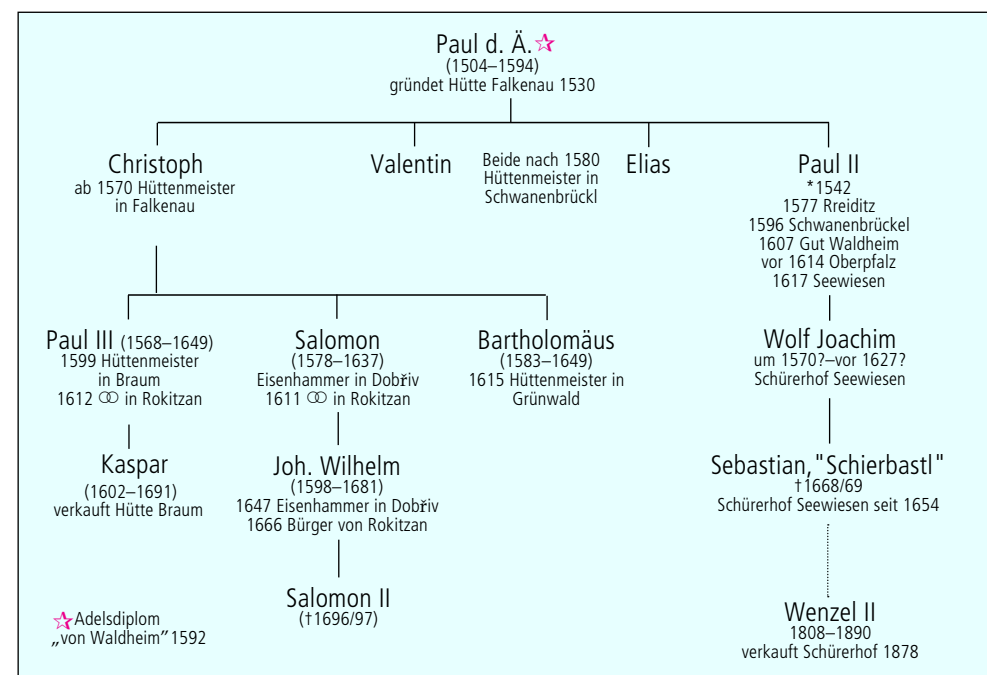 Paul d. Ä.☆
(1504–1594)
gründet Hütte Falkenau 1530
Christoph
ab 1570 Hüttenmeister
in Falkenau
Valentin
Beide nach 1580
Hüttenmeister in
Schwanenbrückl
Elias
Paul II
*1542
1577 Rreiditz
1596 Schwanenbrückel
1607 Gut Waldheim
vor 1614 Oberpfalz
1617 Seewiesen
Paul III (1568–1649)
1599 Hüttenmeister
in Braum
1612 ⚭ in Rokitzan
Salomon
(1578–1637)
Eisenhammer in Dobřiv
1611 ⚭ in Rokitzan
Bartholomäus
(1583–1649)
1615 Hüttenmeister in
Grünwald
Wolf Joachim
um 1570?–vor 1627?
Schürerhof Seewiesen
Kaspar
(1602–1691)
verkauft Hütte Braum
Joh. Wilhelm
(1598–1681)
1647 Eisenhammer in Dobřiv
1666 Bürger von Rokitzan
Sebastian,"Schierbastl"
†1668/69
Schürerhof Seewiesen seit 1654
Salomon II
(†1696/97)
Wenzel II
1808–1890
verkauft Schürerhof 1878
☆Adelsdiplom
„von Waldheim” 1592